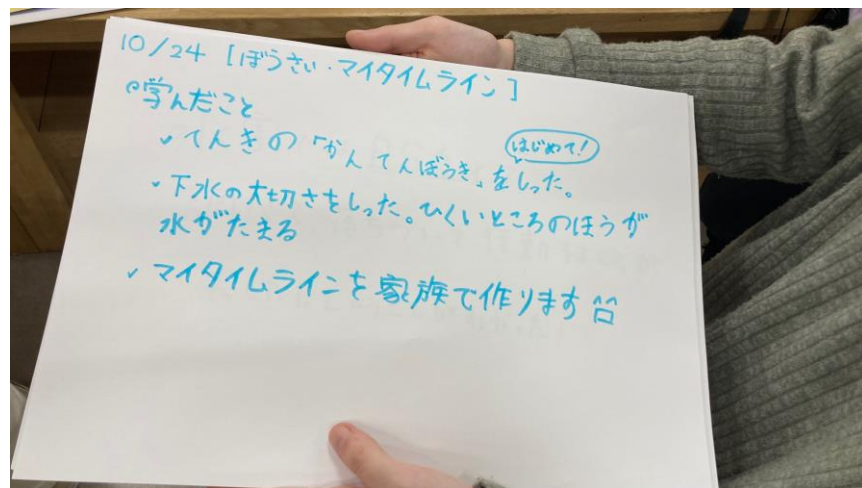 10/24 [ぼうさい・マイタイムライン]
学んだこと
✓ てんきの「かんてんぼうき」をしった。
はじめて!
・下水の大切さをしった。ひくいところのほうが
水がたまる
✓ マイタイムラインを家族で作ります